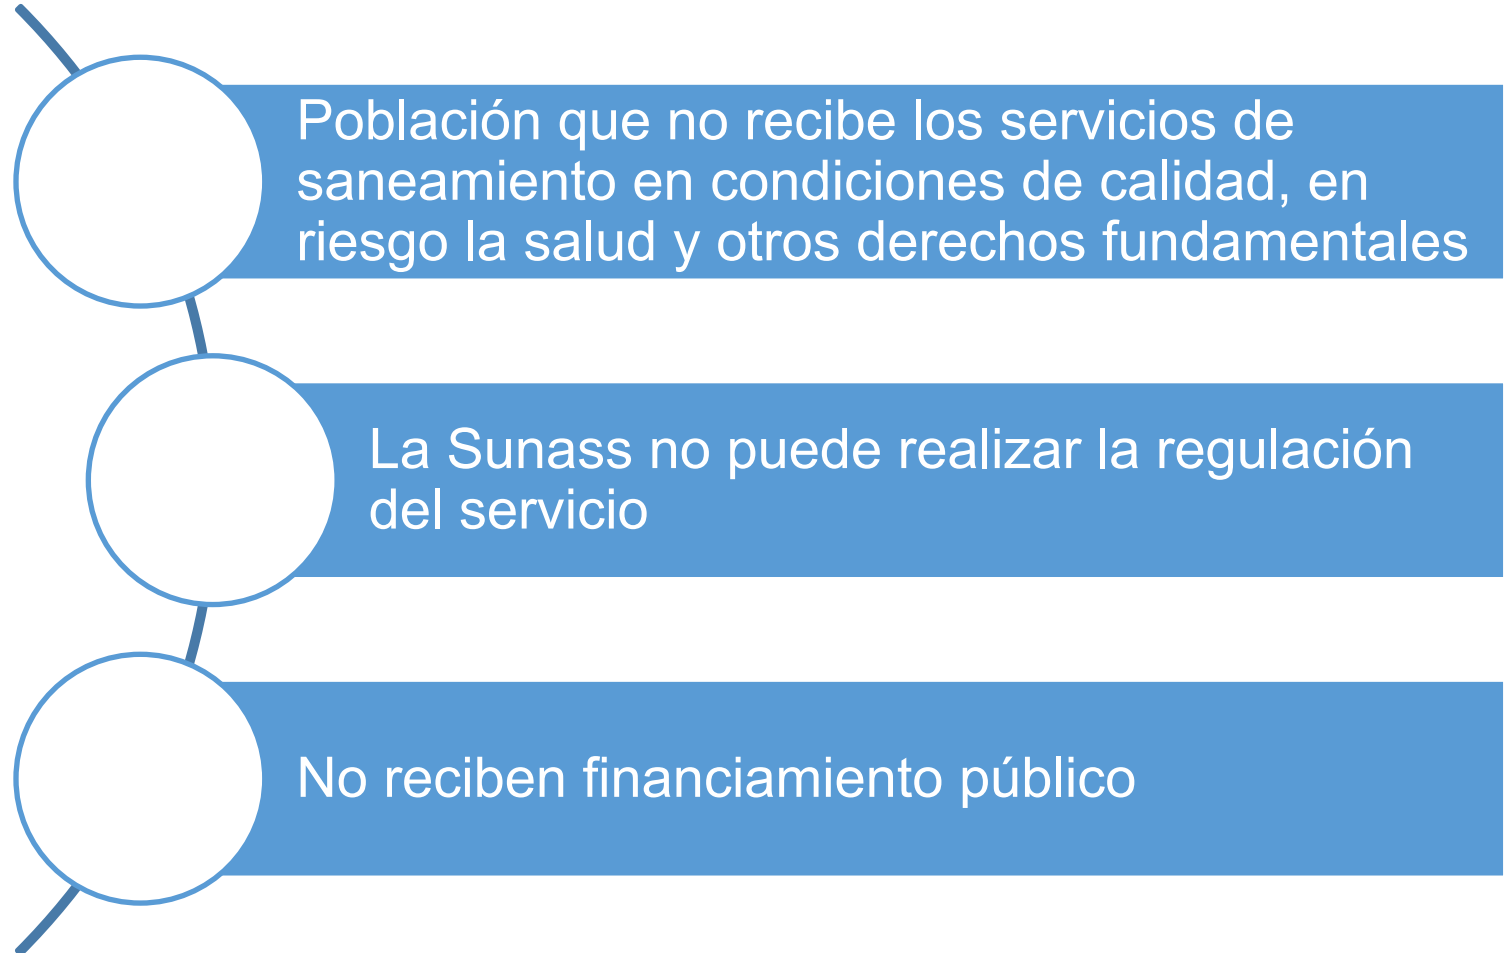 Población que no recibe los servicios de
saneamiento en condiciones de calidad, en
riesgo la salud y otros derechos fundamentales
La Sunass no puede realizar la regulación
del servicio
No reciben financiamiento público